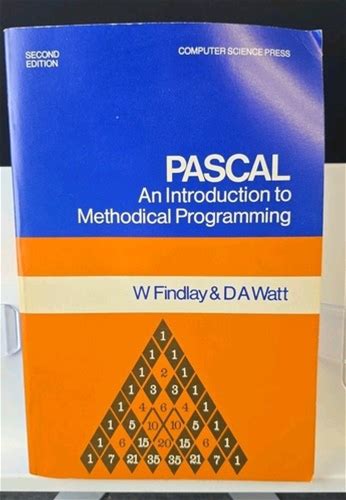 SECOND
EDITION
COMPUTER SCIENCE PRESS
PASCAL
An Introduction to
Methodical Programming
W Findlay & D A Watt
1
1 1
1 2 1
1 3 3 1
1 4 6 4 1
1 5 10 10 5 1
1 6 15 20 15 6 1
1 7 21 35 35 21 7 1